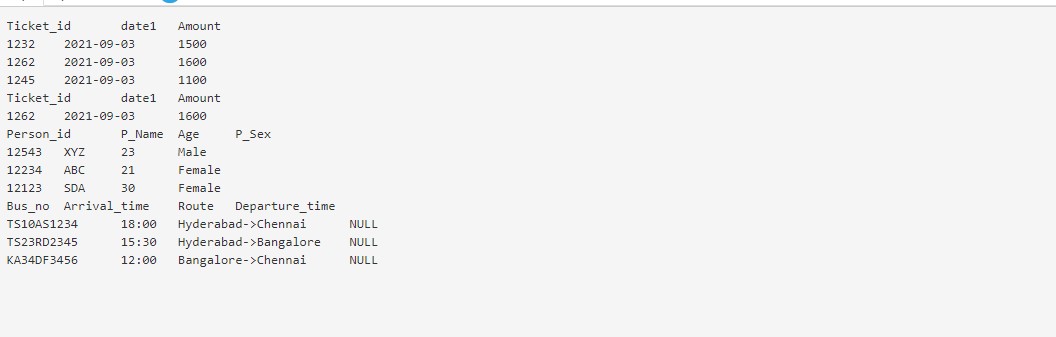 Ticket_id date1 Amount
1232 2021-09-03 1500
1262 2021-09-03 1600
1245 2021-09-03 1100
Ticket_id date1 Amount
1262 2021-09-03 1600
Person_id P_Name Age P_Sex
12543 XYZ 23 Male
12234 ABC 21 Female
12123 SDA 30 Female
Bus_no Arrival_time Route Departure_time
TS10AS1234 18:00 Hyderabad->Chennai NULL
TS23RD2345 15:30 Hyderabad->Bangalore NULL
KA34DF3456 12:00 Bangalore->Chennai NULL